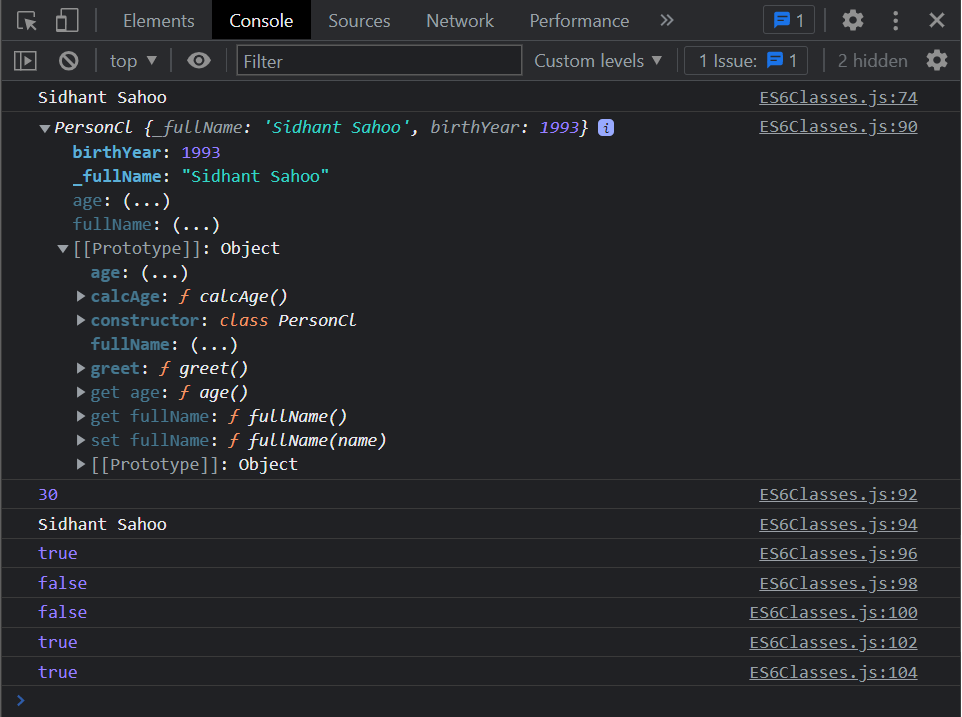 Elements Console Sources Network Performance » 1
top ▼ Filter Custom levels ▼ 1 Issue: 1 2 hidden
Sidhant Sahoo ES6Classes.js:74
▼PersonCl {_fullName: 'Sidhant Sahoo', birthYear: 1993} i ES6Classes.js:90
birthYear: 1993
_fullName: "Sidhant Sahoo"
age: (...)
fullName: (...)
▼[[Prototype]]: Object
age: (...)
▶calcAge: ƒ calcAge()
▶constructor: class PersonCl
fullName: (...)
▶greet: ƒ greet()
▶get age: ƒ age()
▶get fullName: ƒ fullName()
▶set fullName: ƒ fullName(name)
▶[[Prototype]]: Object
30 ES6Classes.js:92
Sidhant Sahoo ES6Classes.js:94
true ES6Classes.js:96
false ES6Classes.js:98
false ES6Classes.js:100
true ES6Classes.js:102
true ES6Classes.js:104
>